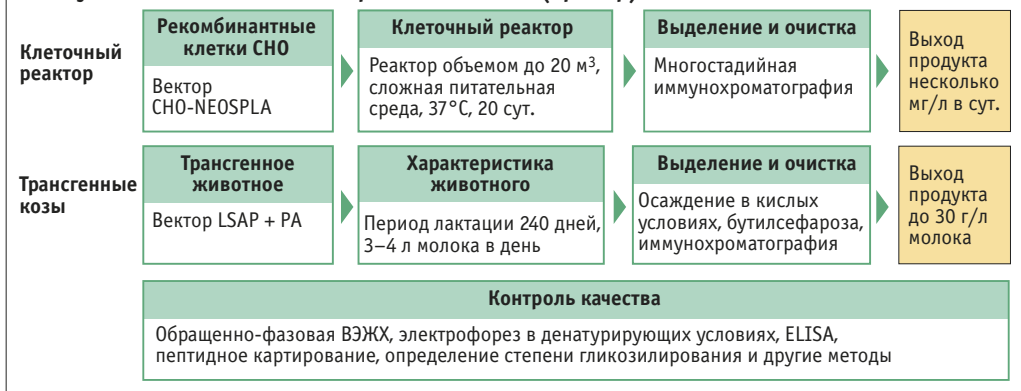 Клеточный
реактор
Рекомбинантные
клетки CHO
Вектор
CHO-NEOSPLA
Клеточный реактор
Реактор объемом до 20 м³,
сложная питательная
среда, 37°C, 20 сут.
Выделение и очистка
Многостадийная
иммунохроматография
Выход
продукта
несколько
мг/л в сут.
Трансгенные
козы
Трансгенное
животное
Вектор LSAP + PA
Характеристика
животного
Период лактации 240 дней,
3–4 л молока в день
Выделение и очистка
Осаждение в кислых
условиях, бутилсефароза,
иммунохроматография
Выход
продукта
до 30 г/л
молока
Контроль качества
Обращенно-фазовая ВЭЖХ, электрофорез в денатурирующих условиях, ELISA,
пептидное картирование, определение степени гликозилирования и другие методы